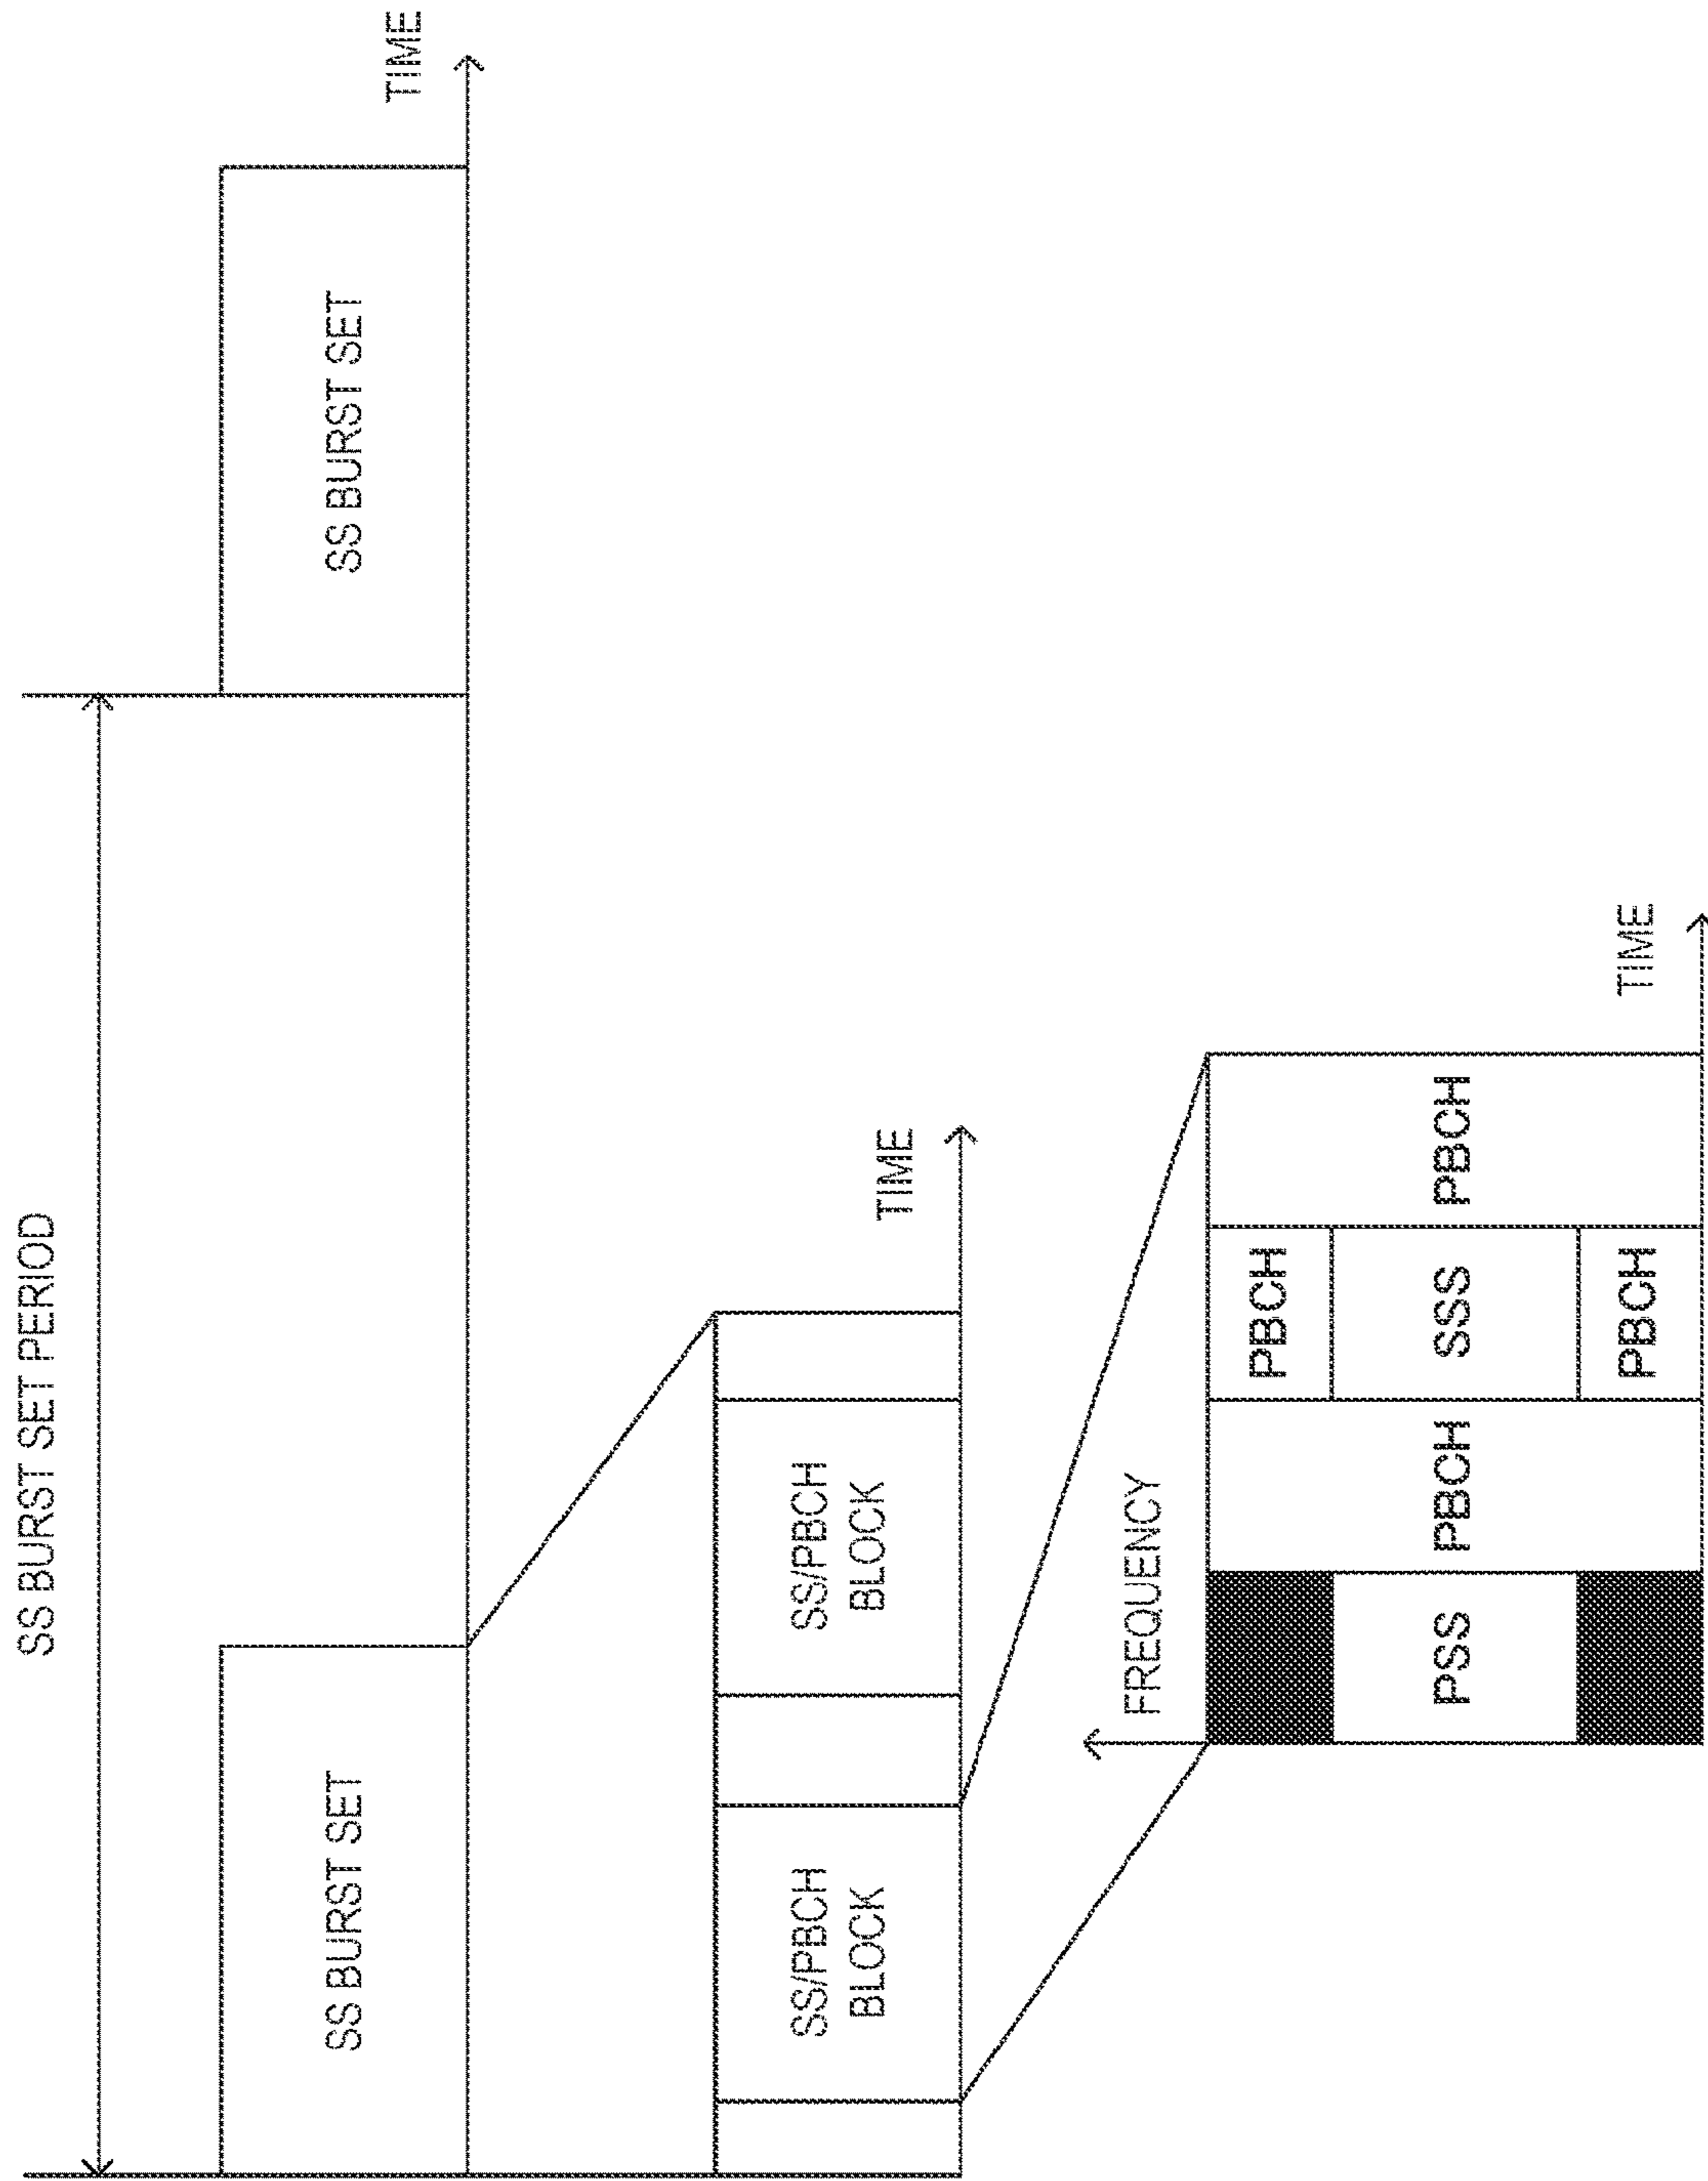 SS BURST SET PERIOD
SS BURST SET
SS BURST SET
TIME
SS/PBCH
BLOCK
SS/PBCH
BLOCK
TIME
FREQUENCY
PSS
PBCH
PBCH
SSS
PBCH
PBCH
TIME